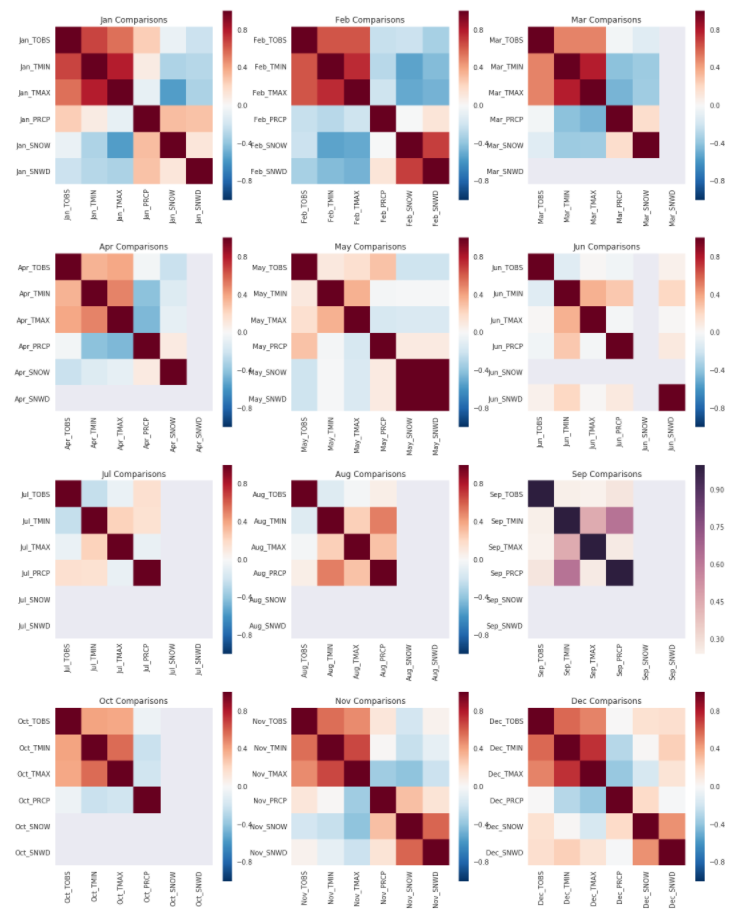 Jan Comparisons
Jan_TOBS
Jan_TMIN
Jan_TMAX
Jan_PRCP
Jan_SNOW
Jan_SNWD
Jan_TOBS
Jan_TMIN
Jan_TMAX
Jan_PRCP
Jan_SNOW
Jan_SNWD
0.8
0.4
0.0
−0.4
−0.8
Feb Comparisons
Feb_TOBS
Feb_TMIN
Feb_TMAX
Feb_PRCP
Feb_SNOW
Feb_SNWD
Feb_TOBS
Feb_TMIN
Feb_TMAX
Feb_PRCP
Feb_SNOW
Feb_SNWD
0.8
0.4
0.0
−0.4
−0.8
Mar Comparisons
Mar_TOBS
Mar_TMIN
Mar_TMAX
Mar_PRCP
Mar_SNOW
Mar_SNWD
Mar_TOBS
Mar_TMIN
Mar_TMAX
Mar_PRCP
Mar_SNOW
Mar_SNWD
0.8
0.4
0.0
−0.4
−0.8
Apr Comparisons
Apr_TOBS
Apr_TMIN
Apr_TMAX
Apr_PRCP
Apr_SNOW
Apr_SNWD
Apr_TOBS
Apr_TMIN
Apr_TMAX
Apr_PRCP
Apr_SNOW
Apr_SNWD
0.8
0.4
0.0
−0.4
−0.8
May Comparisons
May_TOBS
May_TMIN
May_TMAX
May_PRCP
May_SNOW
May_SNWD
May_TOBS
May_TMIN
May_TMAX
May_PRCP
May_SNOW
May_SNWD
0.8
0.4
0.0
−0.4
−0.8
Jun Comparisons
Jun_TOBS
Jun_TMIN
Jun_TMAX
Jun_PRCP
Jun_SNOW
Jun_SNWD
Jun_TOBS
Jun_TMIN
Jun_TMAX
Jun_PRCP
Jun_SNOW
Jun_SNWD
0.8
0.4
0.0
−0.4
−0.8
Jul Comparisons
Jul_TOBS
Jul_TMIN
Jul_TMAX
Jul_PRCP
Jul_SNOW
Jul_SNWD
Jul_TOBS
Jul_TMIN
Jul_TMAX
Jul_PRCP
Jul_SNOW
Jul_SNWD
0.8
0.4
0.0
−0.4
−0.8
Aug Comparisons
Aug_TOBS
Aug_TMIN
Aug_TMAX
Aug_PRCP
Aug_SNOW
Aug_SNWD
Aug_TOBS
Aug_TMIN
Aug_TMAX
Aug_PRCP
Aug_SNOW
Aug_SNWD
0.8
0.4
0.0
−0.4
−0.8
Sep Comparisons
Sep_TOBS
Sep_TMIN
Sep_TMAX
Sep_PRCP
Sep_SNOW
Sep_SNWD
Sep_TOBS
Sep_TMIN
Sep_TMAX
Sep_PRCP
Sep_SNOW
Sep_SNWD
0.90
0.75
0.60
0.45
0.30
Oct Comparisons
Oct_TOBS
Oct_TMIN
Oct_TMAX
Oct_PRCP
Oct_SNOW
Oct_SNWD
Oct_TOBS
Oct_TMIN
Oct_TMAX
Oct_PRCP
Oct_SNOW
Oct_SNWD
0.8
0.4
0.0
−0.4
−0.8
Nov Comparisons
Nov_TOBS
Nov_TMIN
Nov_TMAX
Nov_PRCP
Nov_SNOW
Nov_SNWD
Nov_TOBS
Nov_TMIN
Nov_TMAX
Nov_PRCP
Nov_SNOW
Nov_SNWD
0.8
0.4
0.0
−0.4
−0.8
Dec Comparisons
Dec_TOBS
Dec_TMIN
Dec_TMAX
Dec_PRCP
Dec_SNOW
Dec_SNWD
Dec_TOBS
Dec_TMIN
Dec_TMAX
Dec_PRCP
Dec_SNOW
Dec_SNWD
0.8
0.4
0.0
−0.4
−0.8